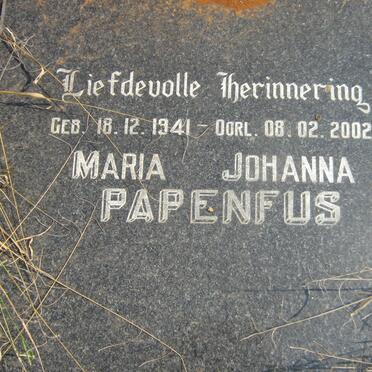 Liefdevolle herinnering
GEB. 18.12.1941 - OORL. 08.02.2002
MARIA JOHANNA
PAPENFUS